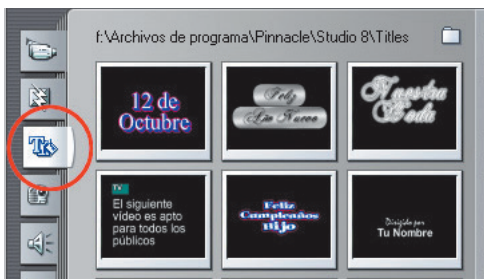 f:\Archivos de programa\Pinnacle\Studio 8\Titles
12 de
Octubre
Feliz
Año Nuevo
Nuestra
Boda
El siguiente
vídeo es apto
para todos los
públicos
Feliz
Cumpleaños
Hijo
Dirigido por
Tu Nombre